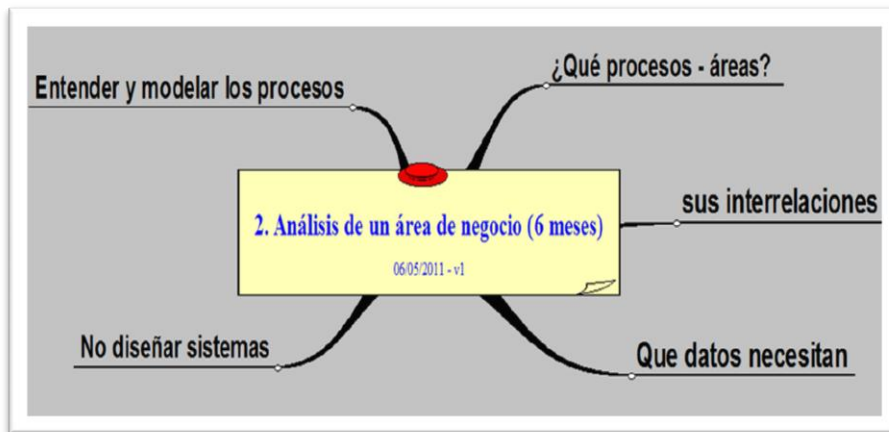 Entender y modelar los procesos
¿Qué procesos - áreas?
2. Análisis de un área de negocio (6 meses)
06/05/2011 - v1
sus interrelaciones
No diseñar sistemas
Que datos necesitan